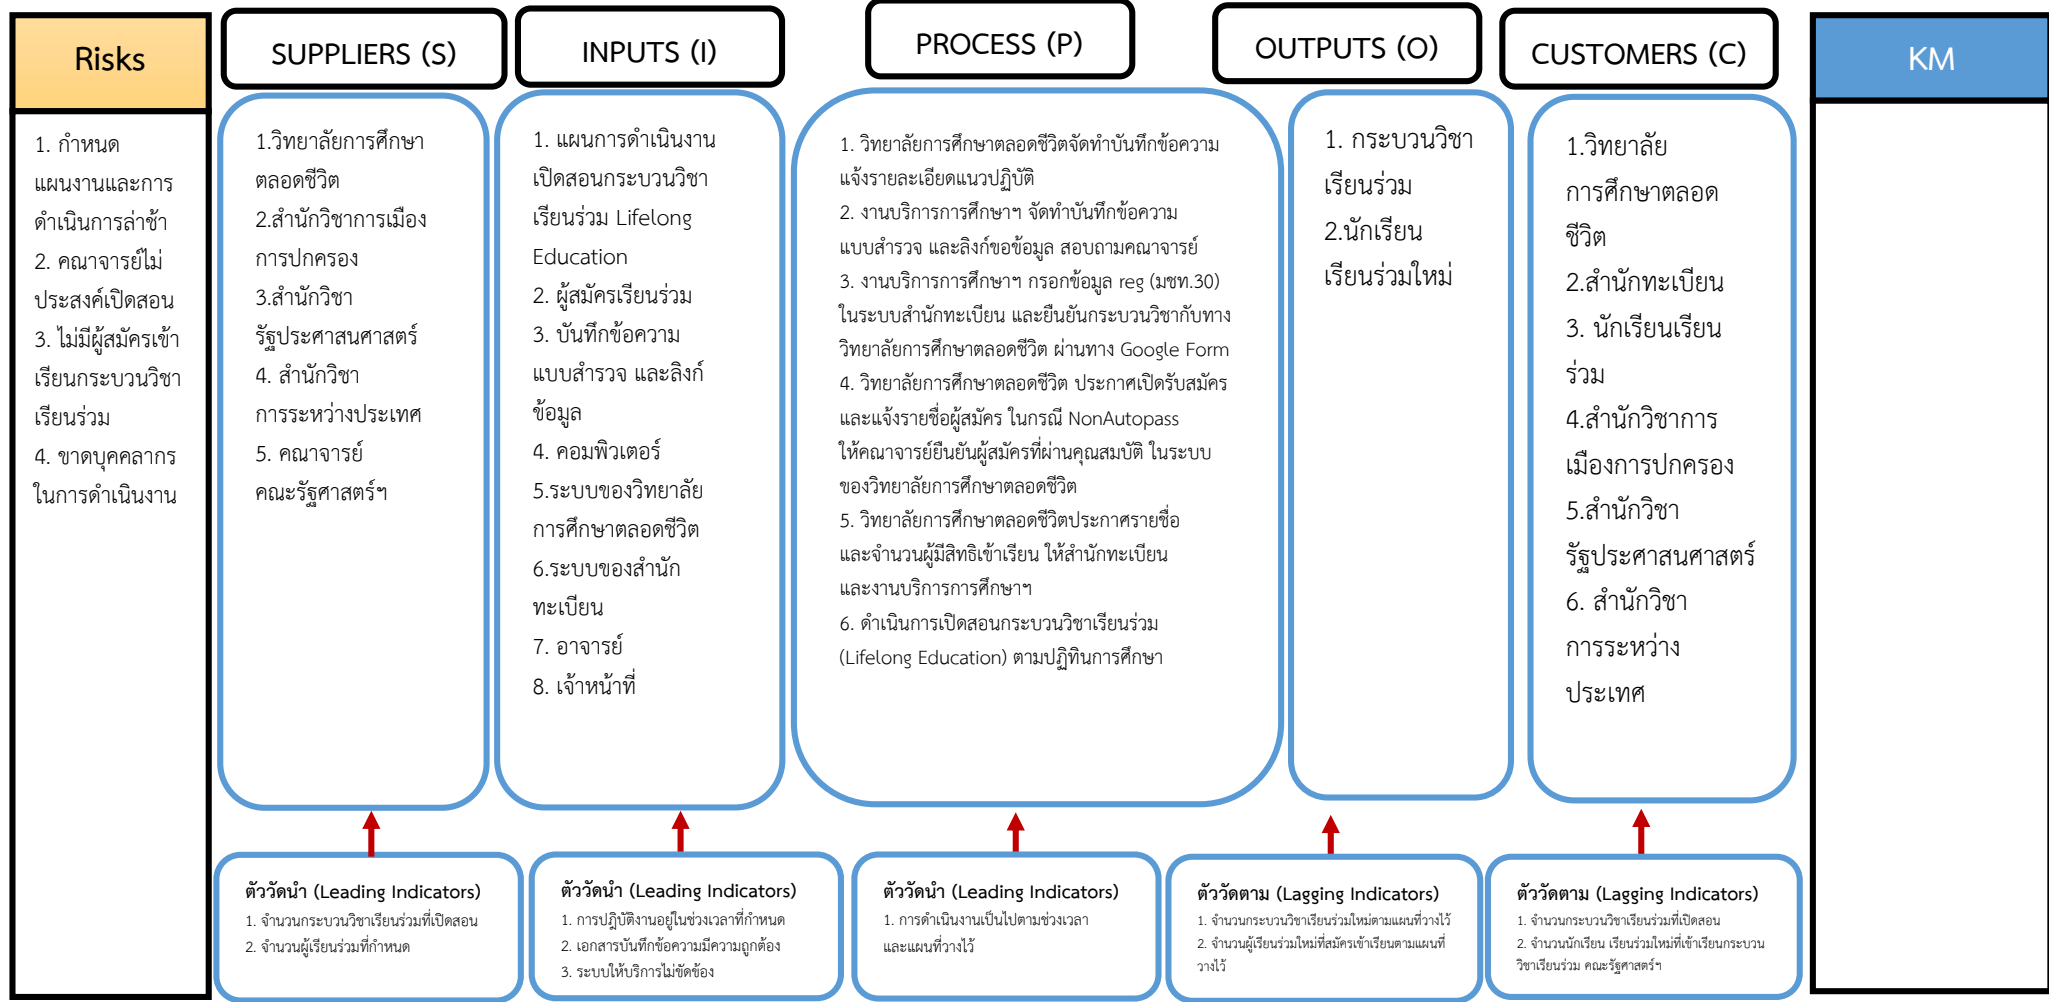 Risks
1. กำหนด
แผนงานและการ
ดำเนินการล่าช้า
2. คณาจารย์ไม่
ประสงค์เปิดสอน
3. ไม่มีผู้สมัครเข้า
เรียนกระบวนวิชา
เรียนร่วม
4. ขาดบุคคลากร
ในการดำเนินงาน
SUPPLIERS (S)
1.วิทยาลัยการศึกษา
ตลอดชีวิต
2.สำนักวิชาการเมือง
การปกครอง
3.สำนักวิชา
รัฐประศาสนศาสตร์
4. สำนักวิชา
การระหว่างประเทศ
5. คณาจารย์
คณะรัฐศาสตร์ฯ
ตัววัดนำ (Leading Indicators)
1. จำนวนกระบวนวิชาเรียนร่วมที่เปิดสอน
2. จำนวนผู้เรียนร่วมที่กำหนด
INPUTS (I)
1. แผนการดำเนินงาน
เปิดสอนกระบวนวิชา
เรียนร่วม Lifelong
Education
2. ผู้สมัครเรียนร่วม
3. บันทึกข้อความ
แบบสำรวจ และลิงก์
ข้อมูล
4. คอมพิวเตอร์
5.ระบบของวิทยาลัย
การศึกษาตลอดชีวิต
6.ระบบของสำนัก
ทะเบียน
7. อาจารย์
8. เจ้าหน้าที่
ตัววัดนำ (Leading Indicators)
1. การปฏิบัติงานอยู่ในช่วงเวลาที่กำหนด
2. เอกสารบันทึกข้อความมีความถูกต้อง
3. ระบบให้บริการไม่ขัดข้อง
PROCESS (P)
1. วิทยาลัยการศึกษาตลอดชีวิตจัดทำบันทึกข้อความ
แจ้งรายละเอียดแนวปฏิบัติ
2. งานบริการการศึกษาฯ จัดทำบันทึกข้อความ
แบบสำรวจ และลิงก์ขอข้อมูล สอบถามคณาจารย์
3. งานบริการการศึกษาฯ กรอกข้อมูล reg (มชท.30)
ในระบบสำนักทะเบียน และยืนยันกระบวนวิชากับทาง
วิทยาลัยการศึกษาตลอดชีวิต ผ่านทาง Google Form
4. วิทยาลัยการศึกษาตลอดชีวิต ประกาศเปิดรับสมัคร
และแจ้งรายชื่อผู้สมัคร ในกรณี NonAutopass
ให้คณาจารย์ยืนยันผู้สมัครที่ผ่านคุณสมบัติ ในระบบ
ของวิทยาลัยการศึกษาตลอดชีวิต
5. วิทยาลัยการศึกษาตลอดชีวิตประกาศรายชื่อ
และจำนวนผู้มีสิทธิเข้าเรียน ให้สำนักทะเบียน
และงานบริการการศึกษาฯ
6. ดำเนินการเปิดสอนกระบวนวิชาเรียนร่วม
(Lifelong Education) ตามปฏิทินการศึกษา
ตัววัดนำ (Leading Indicators)
1. การดำเนินงานเป็นไปตามช่วงเวลา
และแผนที่วางไว้
OUTPUTS (O)
1. กระบวนวิชา
เรียนร่วม
2.นักเรียน
เรียนร่วมใหม่
ตัววัดตาม (Lagging Indicators)
1. จำนวนกระบวนวิชาเรียนร่วมใหม่ตามแผนที่วางไว้
2. จำนวนผู้เรียนร่วมใหม่ที่สมัครเข้าเรียนตามแผนที่
วางไว้
CUSTOMERS (C)
1.วิทยาลัย
การศึกษาตลอด
ชีวิต
2.สำนักทะเบียน
3. นักเรียนเรียน
ร่วม
4.สำนักวิชาการ
เมืองการปกครอง
5.สำนักวิชา
รัฐประศาสนศาสตร์
6. สำนักวิชา
การระหว่าง
ประเทศ
ตัววัดตาม (Lagging Indicators)
1. จำนวนกระบวนวิชาเรียนร่วมที่เปิดสอน
2. จำนวนนักเรียน เรียนร่วมใหม่ที่เข้าเรียนกระบวน
วิชาเรียนร่วม คณะรัฐศาสตร์ฯ
KM